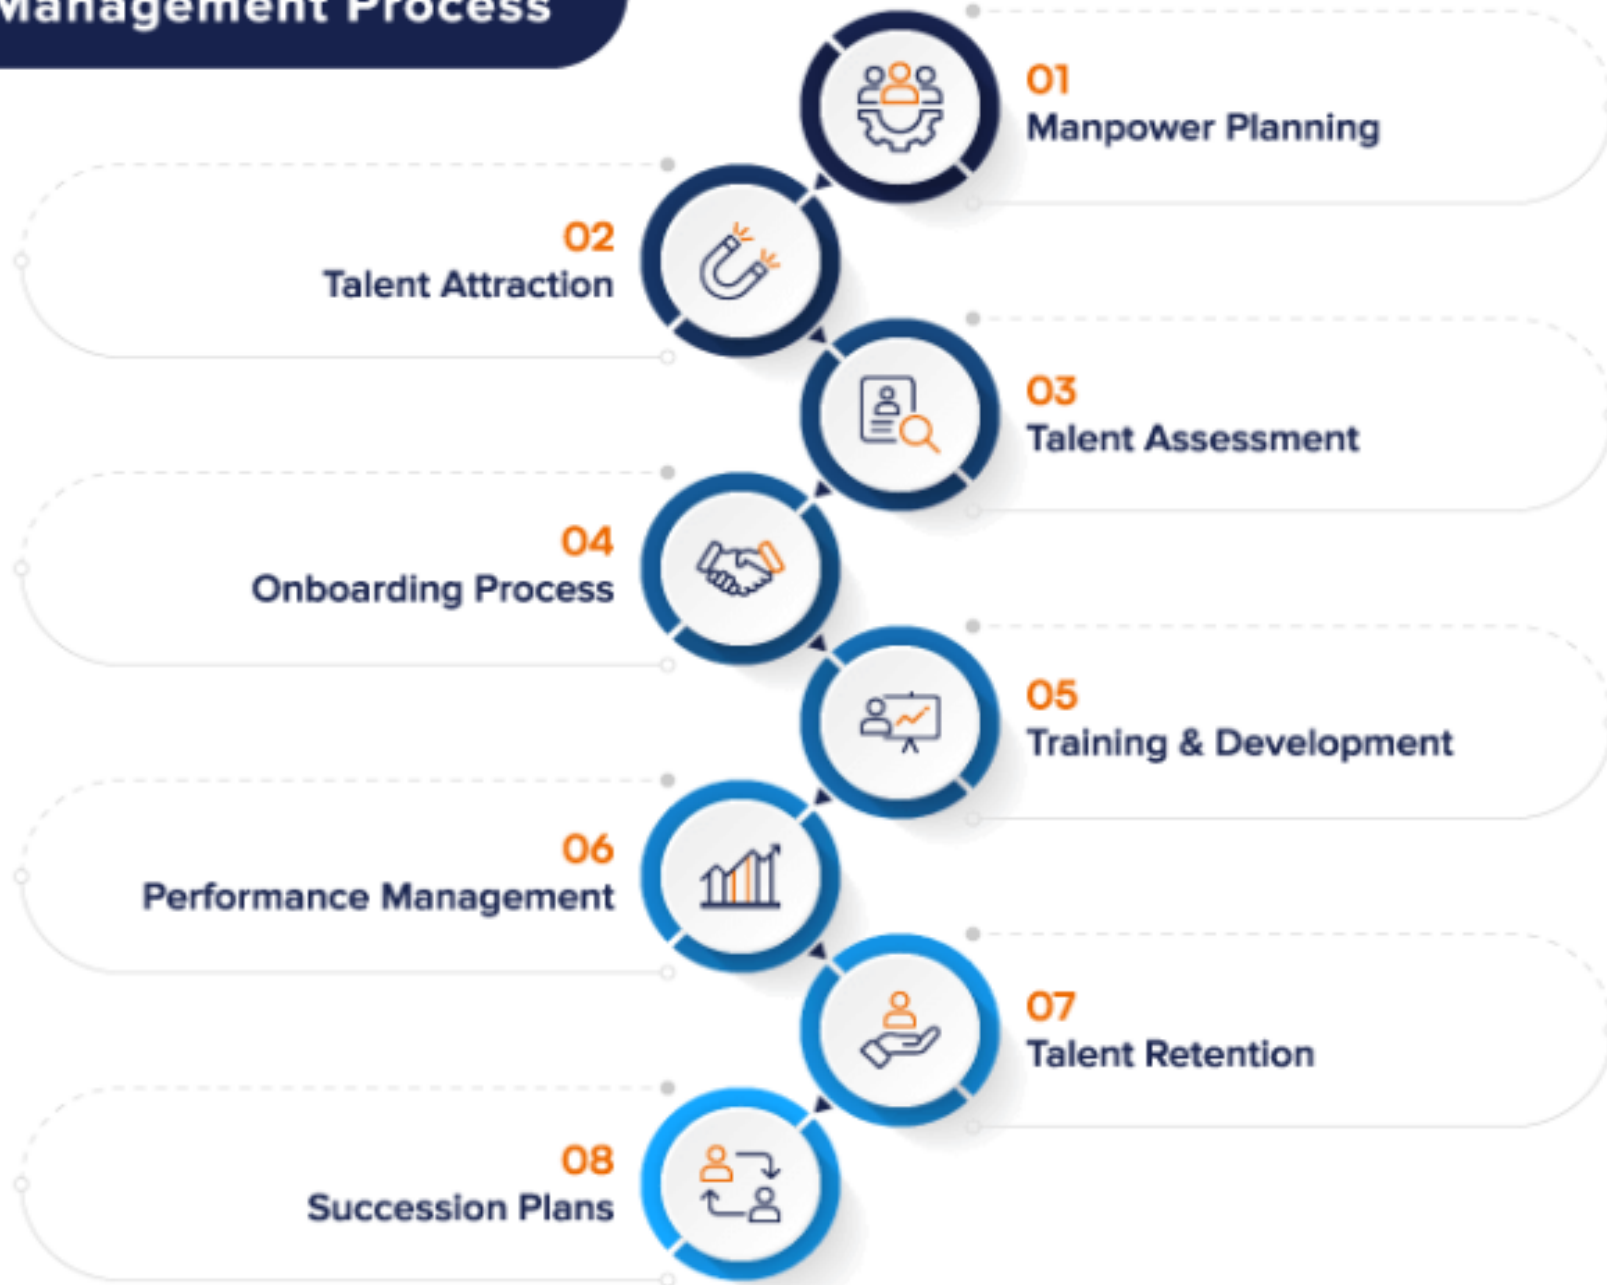 Management Process
01
Manpower Planning
02
Talent Attraction
03
Talent Assessment
04
Onboarding Process
05
Training & Development
06
Performance Management
07
Talent Retention
08
Succession Plans